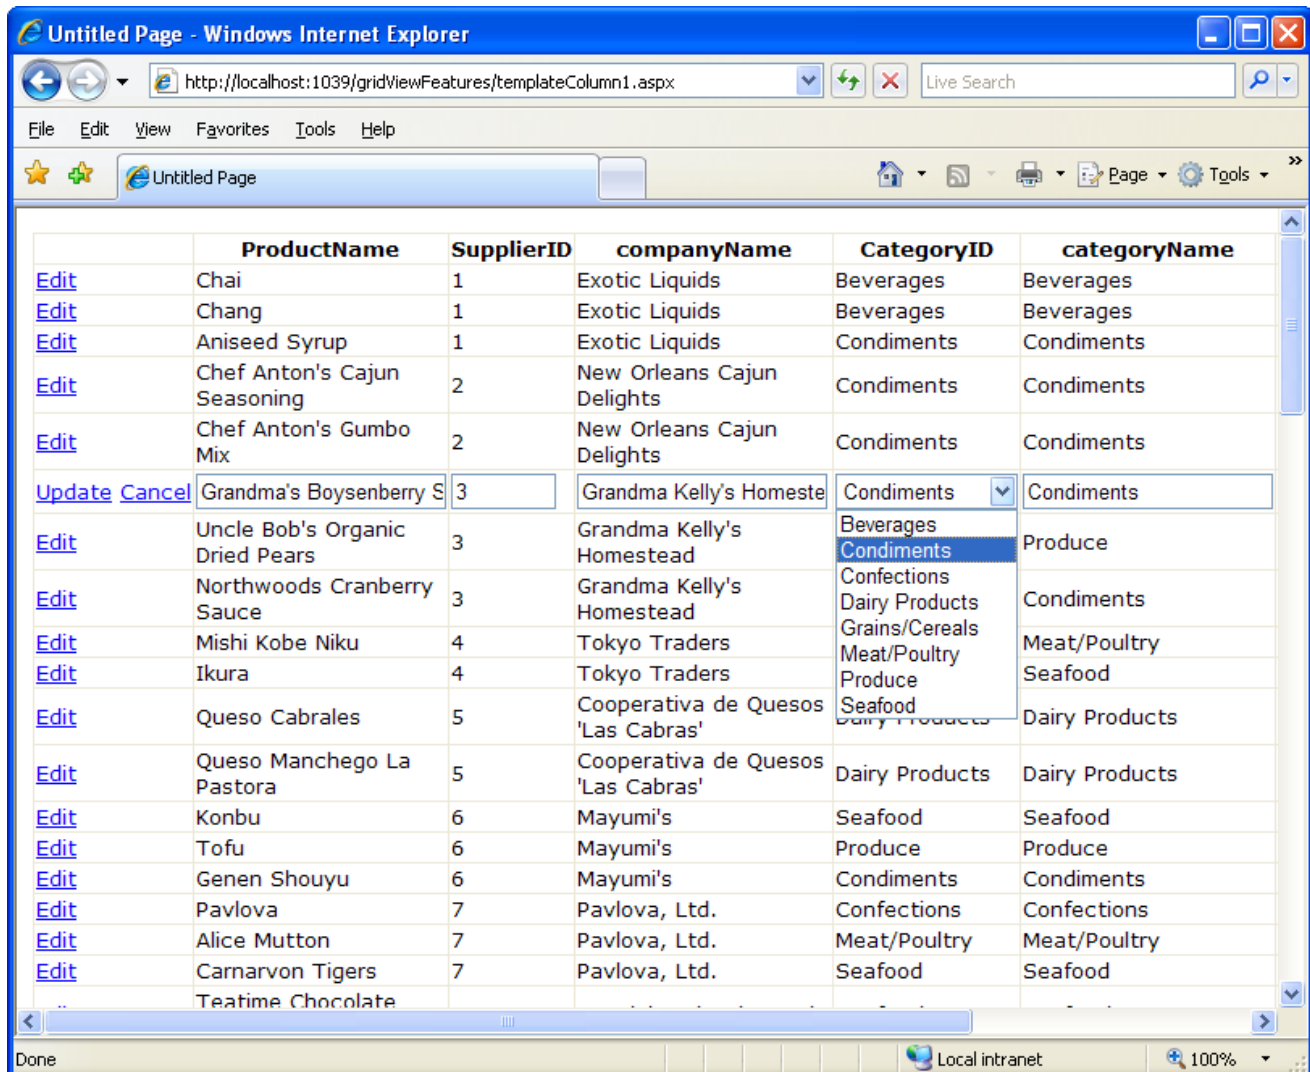 Untitled Page - Windows Internet Explorer
http://localhost:1039/gridViewFeatures/templateColumn1.aspx Live Search
File Edit View Favorites Tools Help
Untitled Page Page Tools »
ProductName SupplierID companyName CategoryID categoryName
Edit Chai 1 Exotic Liquids Beverages Beverages
Edit Chang 1 Exotic Liquids Beverages Beverages
Edit Aniseed Syrup 1 Exotic Liquids Condiments Condiments
Edit Chef Anton's Cajun Seasoning 2 New Orleans Cajun Delights Condiments Condiments
Edit Chef Anton's Gumbo Mix 2 New Orleans Cajun Delights Condiments Condiments
Update Cancel Grandma's Boysenberry S 3 Grandma Kelly's Homeste Condiments Condiments
Beverages
Condiments
Confections
Dairy Products
Grains/Cereals
Meat/Poultry
Produce
Seafood
Edit Uncle Bob's Organic Dried Pears 3 Grandma Kelly's Homestead Produce
Edit Northwoods Cranberry Sauce 3 Grandma Kelly's Homestead Condiments
Edit Mishi Kobe Niku 4 Tokyo Traders Meat/Poultry
Edit Ikura 4 Tokyo Traders Seafood
Edit Queso Cabrales 5 Cooperativa de Quesos 'Las Cabras' Dairy Products Dairy Products
Edit Queso Manchego La Pastora 5 Cooperativa de Quesos 'Las Cabras' Dairy Products Dairy Products
Edit Konbu 6 Mayumi's Seafood Seafood
Edit Tofu 6 Mayumi's Produce Produce
Edit Genen Shouyu 6 Mayumi's Condiments Condiments
Edit Pavlova 7 Pavlova, Ltd. Confections Confections
Edit Alice Mutton 7 Pavlova, Ltd. Meat/Poultry Meat/Poultry
Edit Carnarvon Tigers 7 Pavlova, Ltd. Seafood Seafood
Teatime Chocolate
Done Local intranet 100%